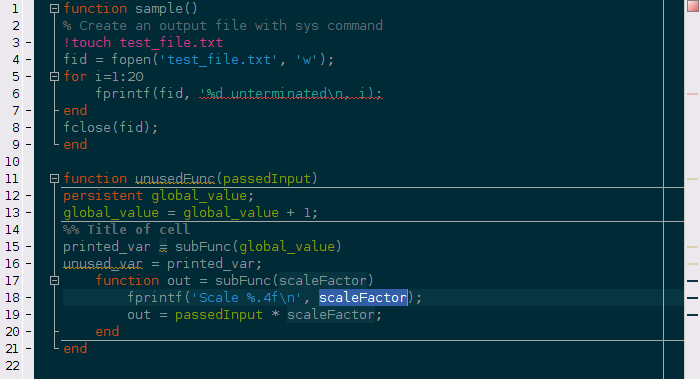 1 function sample()
2 % Create an output file with sys command
3 - !touch test_file.txt
4 - fid = fopen('test_file.txt', 'w');
5 - for i=1:20
6 - fprintf(fid, '%d unterminated\n, i);
7 - end
8 - fclose(fid);
9 - end
10
11 function unusedFunc(passedInput)
12 - persistent global_value;
13 - global_value = global_value + 1;
14 %% Title of cell
15 - printed_var = subFunc(global_value)
16 - unused_var = printed_var;
17 function out = subFunc(scaleFactor)
18 - fprintf('Scale %.4f\n', scaleFactor);
19 - out = passedInput * scaleFactor;
20 - end
21 - end
22